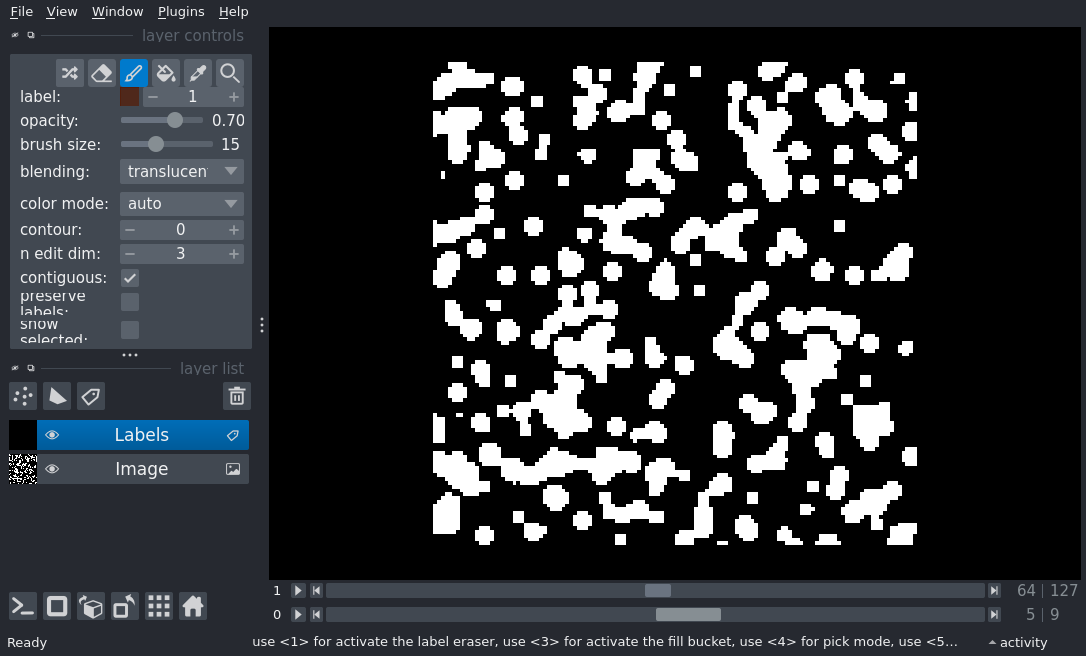 File View Window Plugins Help
layer controls
label: 1
opacity: 0.70
brush size: 15
blending: translucen
color mode: auto
contour: 0
n edit dim: 3
contiguous:
preserve
labels:
show
selected:
layer list
Labels
Image
1 64 127
0 5 9
Ready use <1> for activate the label eraser, use <3> for activate the fill bucket, use <4> for pick mode, use <5... activity